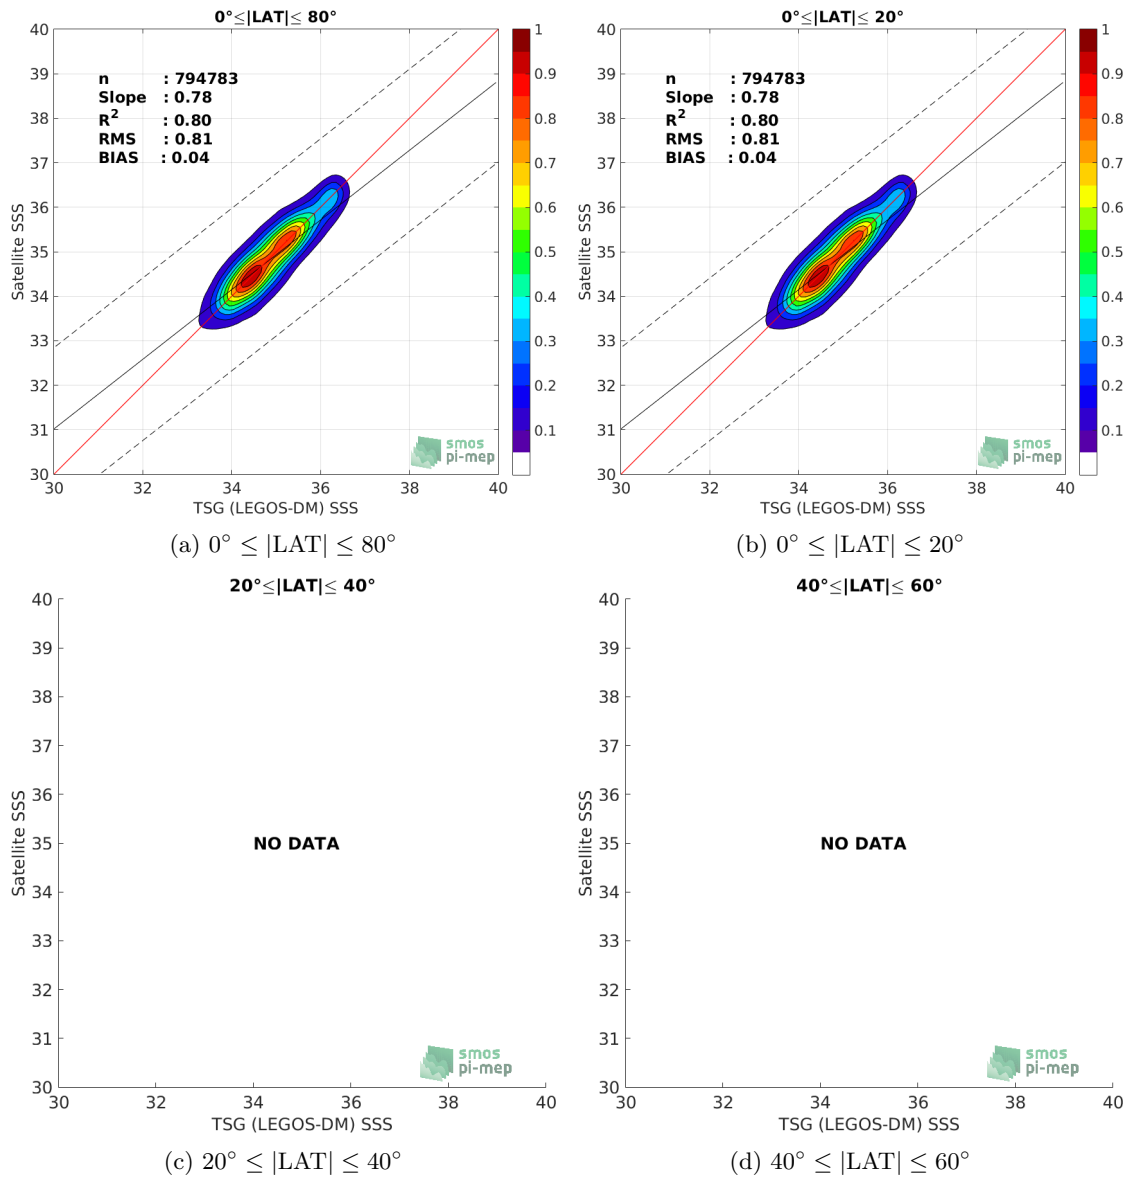 0°≤|LAT|≤ 80°
40
39
38
37
36
35
34
33
32
31
30
Satellite SSS
n : 794783
Slope : 0.78
R2 : 0.80
RMS : 0.81
BIAS : 0.04
smos
pi-mep
30 32 34 36 38 40
TSG (LEGOS-DM) SSS
1
0.9
0.8
0.7
0.6
0.5
0.4
0.3
0.2
0.1
(a) 0° ≤ |LAT| ≤ 80°
0°≤|LAT|≤ 20°
40
39
38
37
36
35
34
33
32
31
30
Satellite SSS
n : 794783
Slope : 0.78
R2 : 0.80
RMS : 0.81
BIAS : 0.04
smos
pi-mep
30 32 34 36 38 40
TSG (LEGOS-DM) SSS
1
0.9
0.8
0.7
0.6
0.5
0.4
0.3
0.2
0.1
(b) 0° ≤ |LAT| ≤ 20°
20°≤|LAT|≤ 40°
40
39
38
37
36
35
34
33
32
31
30
Satellite SSS
NO DATA
smos
pi-mep
30 32 34 36 38 40
TSG (LEGOS-DM) SSS
(c) 20° ≤ |LAT| ≤ 40°
40°≤|LAT|≤ 60°
40
39
38
37
36
35
34
33
32
31
30
Satellite SSS
NO DATA
smos
pi-mep
30 32 34 36 38 40
TSG (LEGOS-DM) SSS
(d) 40° ≤ |LAT| ≤ 60°